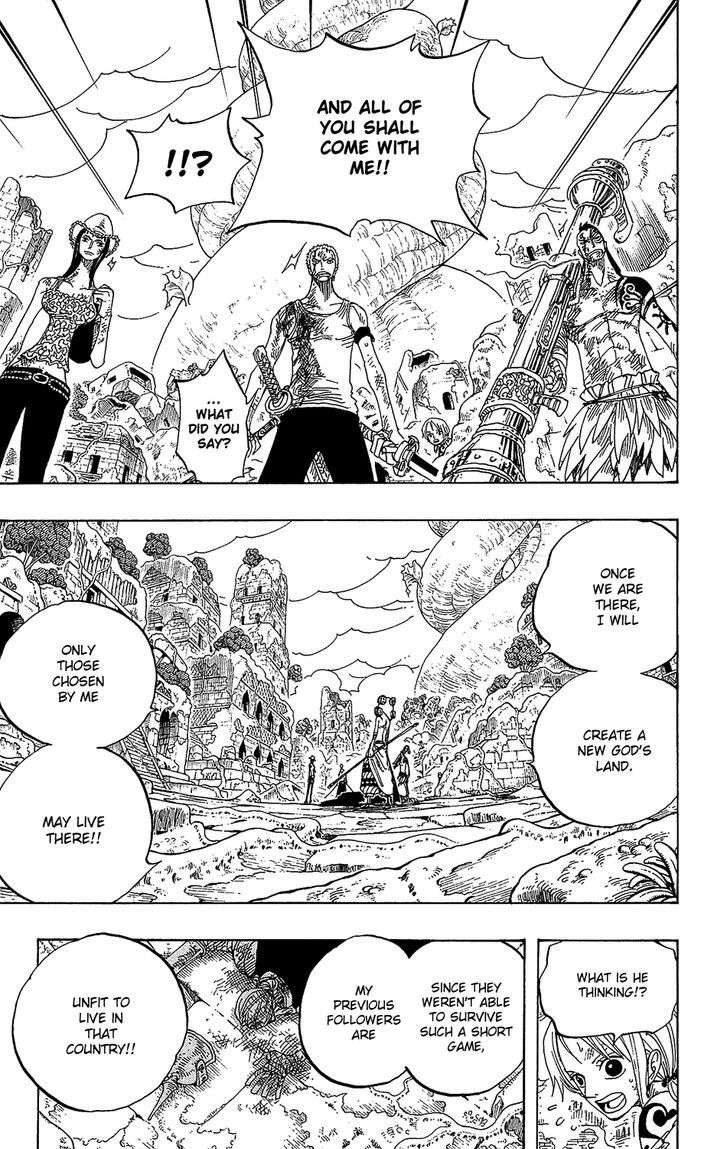 AND ALL OF
YOU SHALL
COME WITH
ME!!
!!?
...
WHAT
DID YOU
SAY?
ONCE
WE ARE
THERE,
I WILL
CREATE A
NEW GOD'S
LAND.
ONLY
THOSE
CHOSEN
BY ME
MAY LIVE
THERE!!
WHAT IS HE
THINKING!?
SINCE THEY
WEREN'T ABLE
TO SURVIVE
SUCH A SHORT
GAME,
MY
PREVIOUS
FOLLOWERS
ARE
UNFIT TO
LIVE IN
THAT
COUNTRY!!